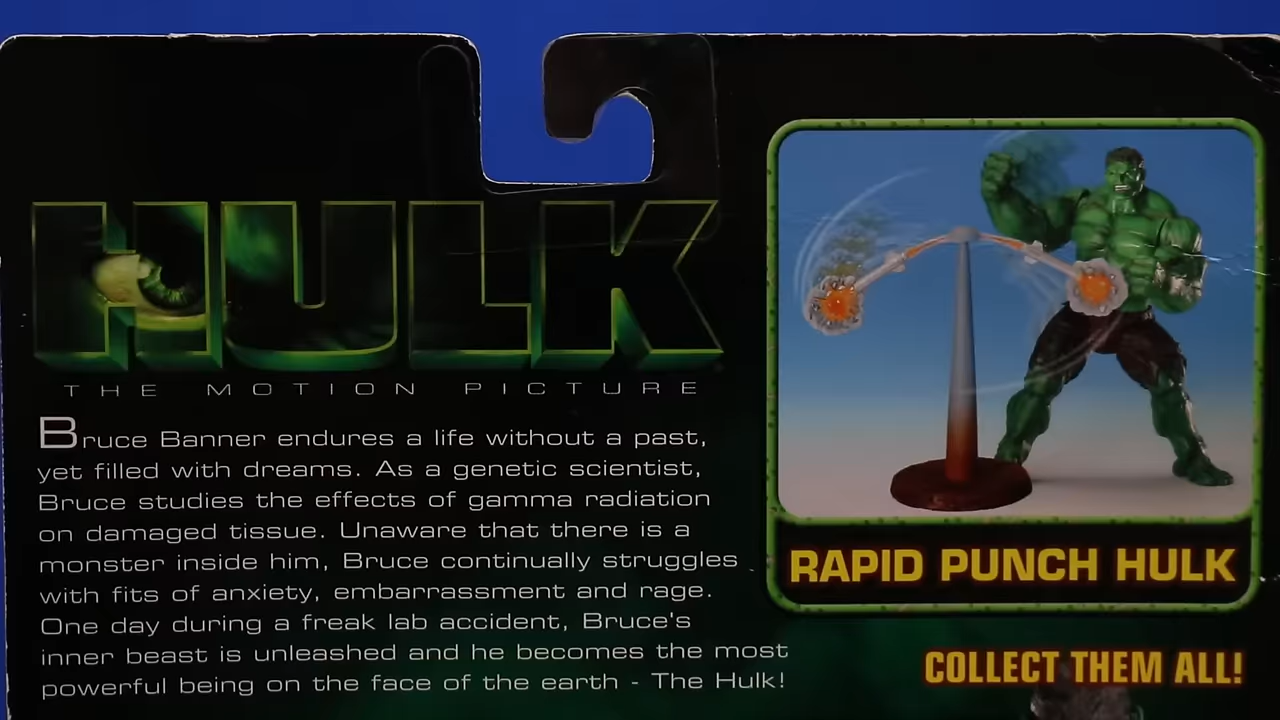 HULK
THE MOTION PICTURE
Bruce Banner endures a life without a past,
yet filled with dreams. As a genetic scientist,
Bruce studies the effects of gamma radiation
on damaged tissue. Unaware that there is a
monster inside him, Bruce continually struggles
with fits of anxiety, embarrassment and rage.
One day during a freak lab accident, Bruce's
inner beast is unleashed and he becomes the most
powerful being on the face of the earth - The Hulk!
RAPID PUNCH HULK
COLLECT THEM ALL!